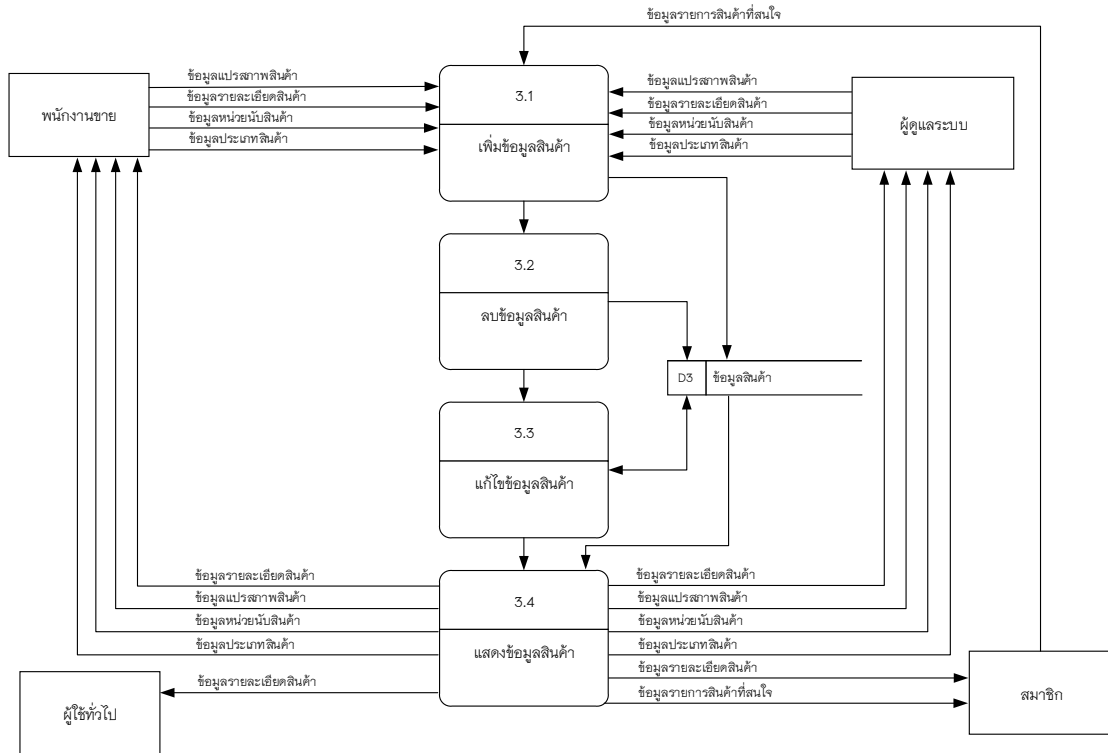 ข้อมูลรายการสินค้าที่สนใจ
พนักงานขาย
ข้อมูลแปรสภาพสินค้า
ข้อมูลรายละเอียดสินค้า
ข้อมูลหน่วยนับสินค้า
ข้อมูลประเภทสินค้า
3.1
เพิ่มข้อมูลสินค้า
ข้อมูลแปรสภาพสินค้า
ข้อมูลรายละเอียดสินค้า
ข้อมูลหน่วยนับสินค้า
ข้อมูลประเภทสินค้า
ผู้ดูแลระบบ
3.2
ลบข้อมูลสินค้า
D3 ข้อมูลสินค้า
3.3
แก้ไขข้อมูลสินค้า
ข้อมูลรายละเอียดสินค้า
ข้อมูลแปรสภาพสินค้า
ข้อมูลหน่วยนับสินค้า
ข้อมูลประเภทสินค้า
ข้อมูลรายละเอียดสินค้า
3.4
แสดงข้อมูลสินค้า
ข้อมูลรายละเอียดสินค้า
ข้อมูลแปรสภาพสินค้า
ข้อมูลหน่วยนับสินค้า
ข้อมูลประเภทสินค้า
ข้อมูลรายละเอียดสินค้า
ข้อมูลรายการสินค้าที่สนใจ
ผู้ใช้ทั่วไป
สมาชิก